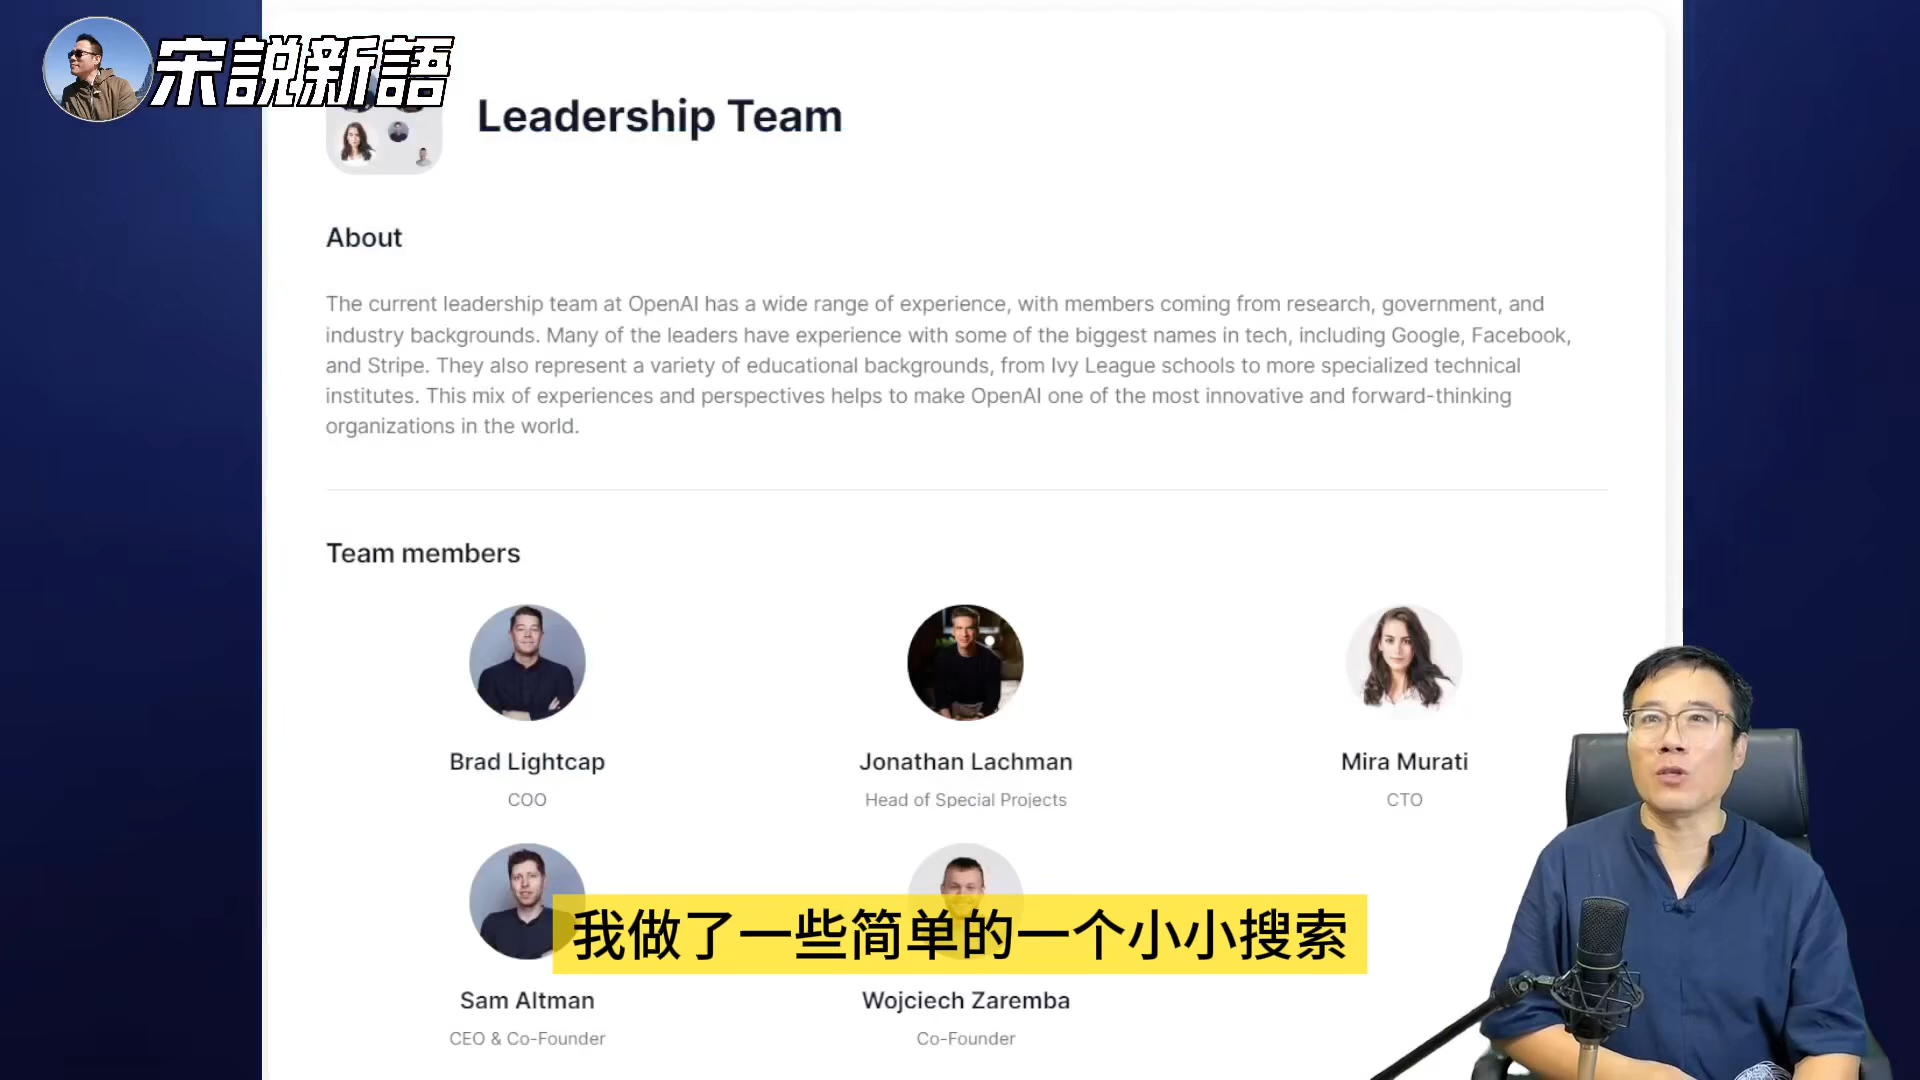 宋説新語
Leadership Team
About
The current leadership team at OpenAI has a wide range of experience, with members coming from research, government, and
industry backgrounds. Many of the leaders have experience with some of the biggest names in tech, including Google, Facebook,
and Stripe. They also represent a variety of educational backgrounds, from Ivy League schools to more specialized technical
institutes. This mix of experiences and perspectives helps to make OpenAI one of the most innovative and forward-thinking
organizations in the world.
Team members
Brad Lightcap
COO
Jonathan Lachman
Head of Special Projects
Mira Murati
CTO
Sam Altman
CEO & Co-Founder
Wojciech Zaremba
Co-Founder
我做了一些简单的一个小小搜索